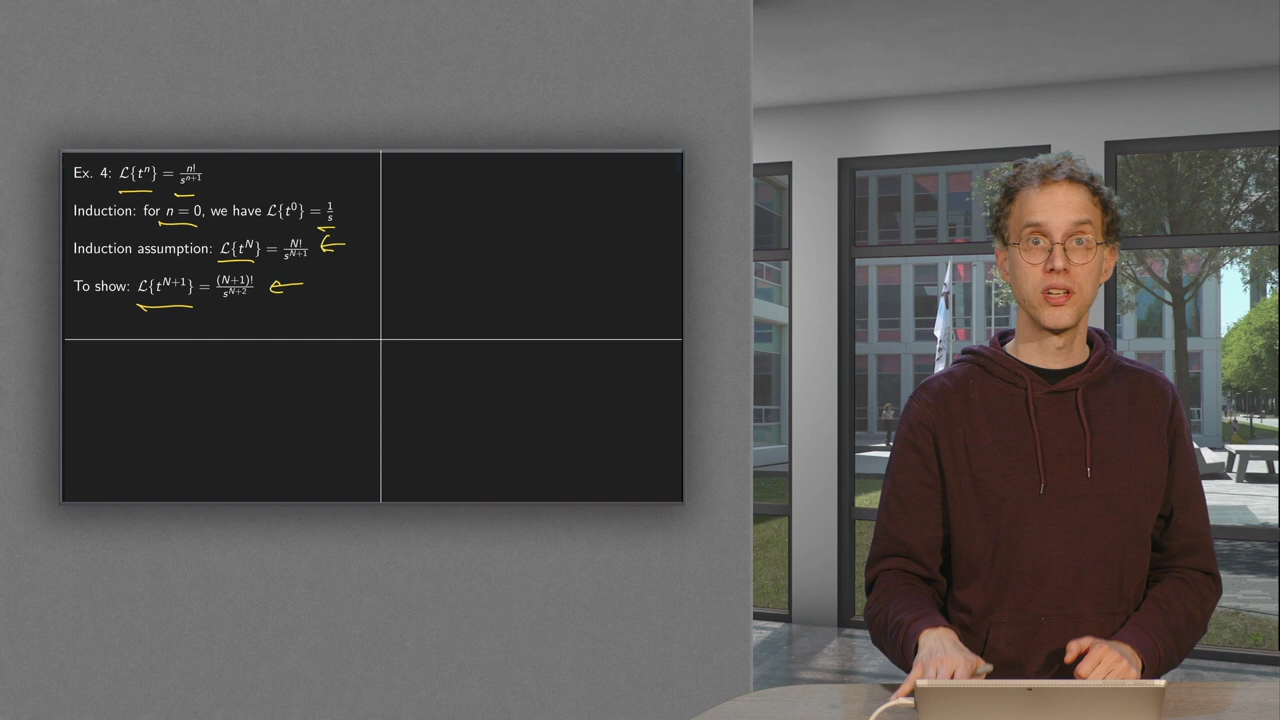 Ex. 4: ℒ{tⁿ} = n!/sⁿ⁺¹
Induction: for n = 0, we have ℒ{t⁰} = 1/s
Induction assumption: ℒ{tᴺ} = N!/sᴺ⁺¹
To show: ℒ{tᴺ⁺¹} = (N+1)!/sᴺ⁺²